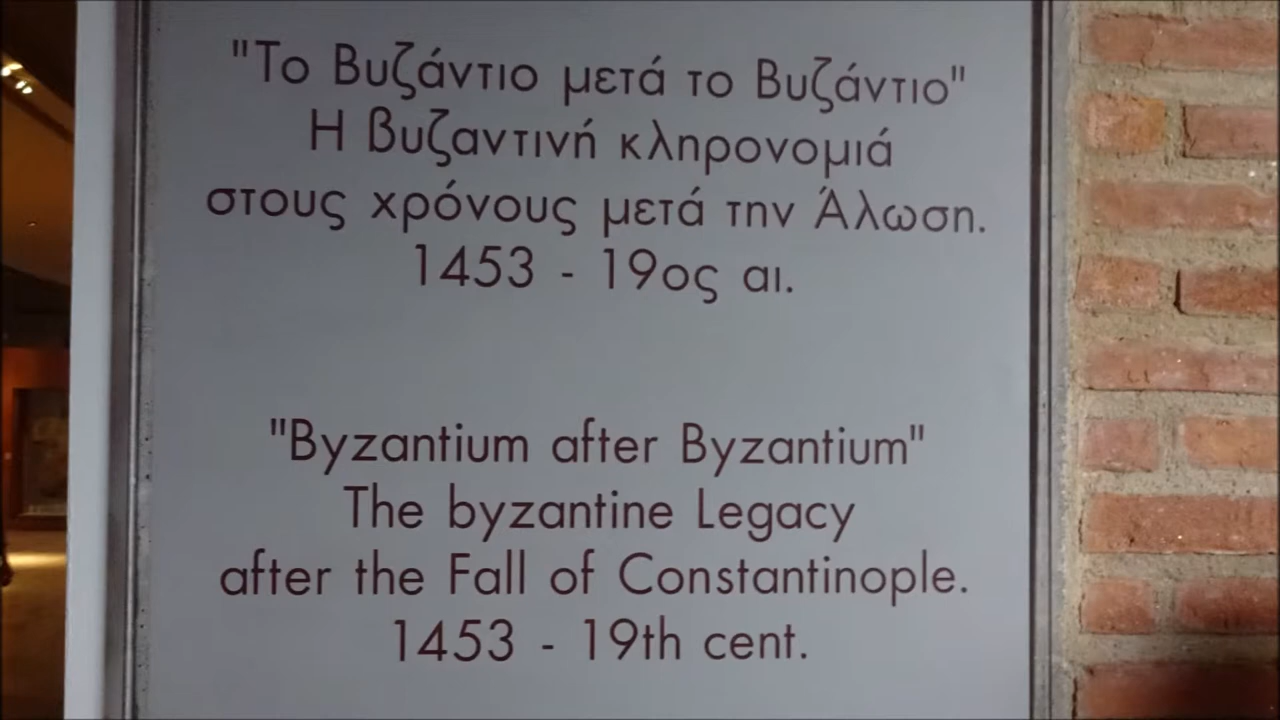 "Το Βυζάντιο μετά το Βυζάντιο"
Η βυζαντινή κληρονομιά
στους χρόνους μετά την Άλωση.
1453 - 19ος αι.
"Byzantium after Byzantium"
The byzantine Legacy
after the Fall of Constantinople.
1453 - 19th cent.